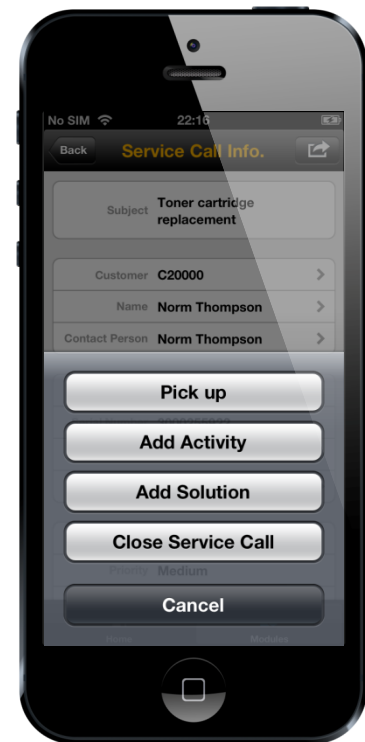 No SIM 22:16
Back Service Call Info.
Subject Toner cartridge
replacement
Customer C20000
Name Norm Thompson
Contact Person Norm Thompson
Pick up
Add Activity
Add Solution
Close Service Call
Priority Medium
Cancel
Home Modules